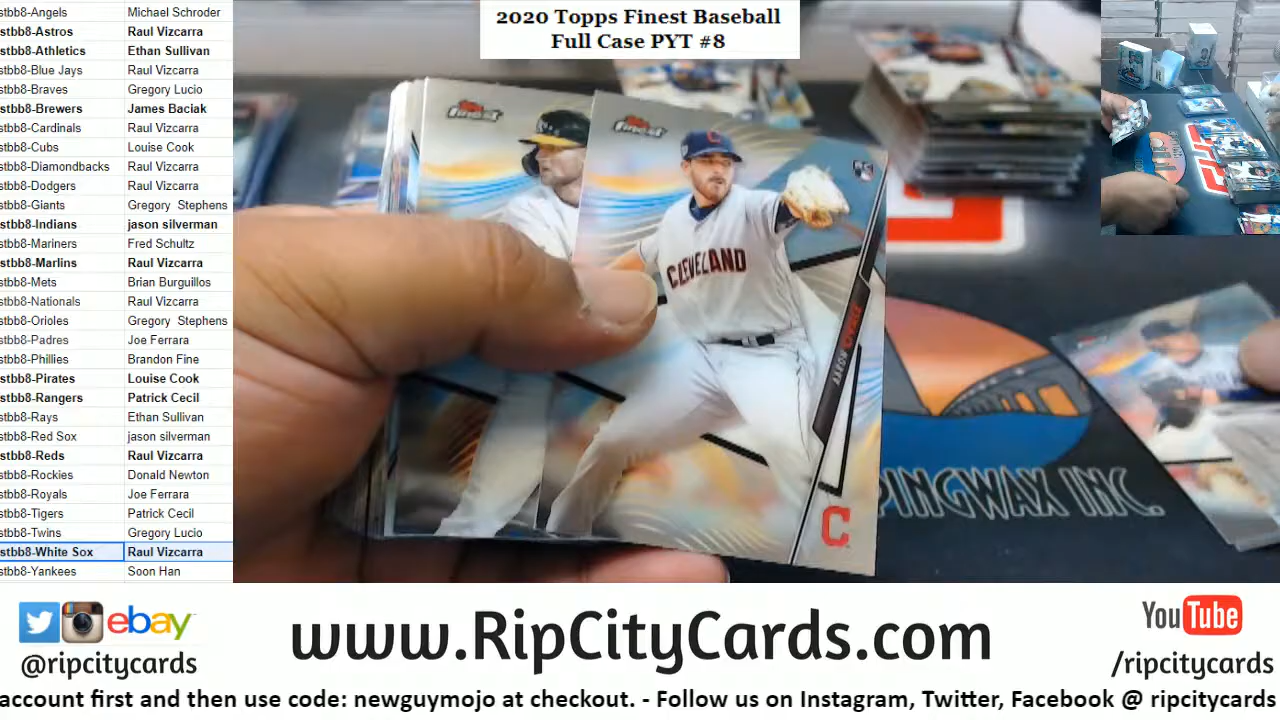 2020 Topps Finest Baseball
Full Case PYT #8
stbb8-Angels Michael Schroder
stbb8-Astros Raul Vizcarra
stbb8-Athletics Ethan Sullivan
stbb8-Blue Jays Raul Vizcarra
stbb8-Braves Gregory Lucio
stbb8-Brewers James Baciak
stbb8-Cardinals Raul Vizcarra
stbb8-Cubs Louise Cook
stbb8-Diamondbacks Raul Vizcarra
stbb8-Dodgers Raul Vizcarra
stbb8-Giants Gregory Stephens
stbb8-Indians jason silverman
stbb8-Mariners Fred Schultz
stbb8-Marlins Raul Vizcarra
stbb8-Mets Brian Burguillos
stbb8-Nationals Raul Vizcarra
stbb8-Orioles Gregory Stephens
stbb8-Padres Joe Ferrara
stbb8-Phillies Brandon Fine
stbb8-Pirates Louise Cook
stbb8-Rangers Patrick Cecil
stbb8-Rays Ethan Sullivan
stbb8-Red Sox jason silverman
stbb8-Reds Raul Vizcarra
stbb8-Rockies Donald Newton
stbb8-Royals Joe Ferrara
stbb8-Tigers Patrick Cecil
stbb8-Twins Gregory Lucio
stbb8-White Sox Raul Vizcarra
stbb8-Yankees Soon Han
Finest
Finest
CLEVELAND
AARON CIVALE
C
PINGWAX INC.
ebay
@ripcitycards
www.RipCityCards.com
YouTube
/ripcitycards
account first and then use code: newguymojo at checkout. - Follow us on Instagram, Twitter, Facebook @ ripcitycards